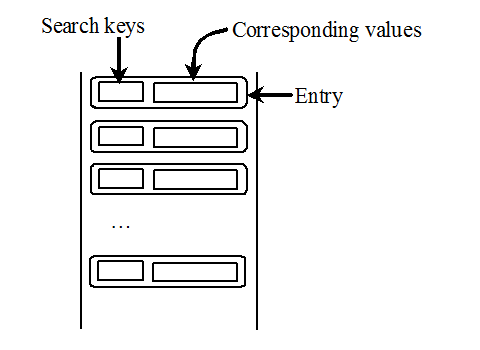 Search keys
Corresponding values
Entry
...